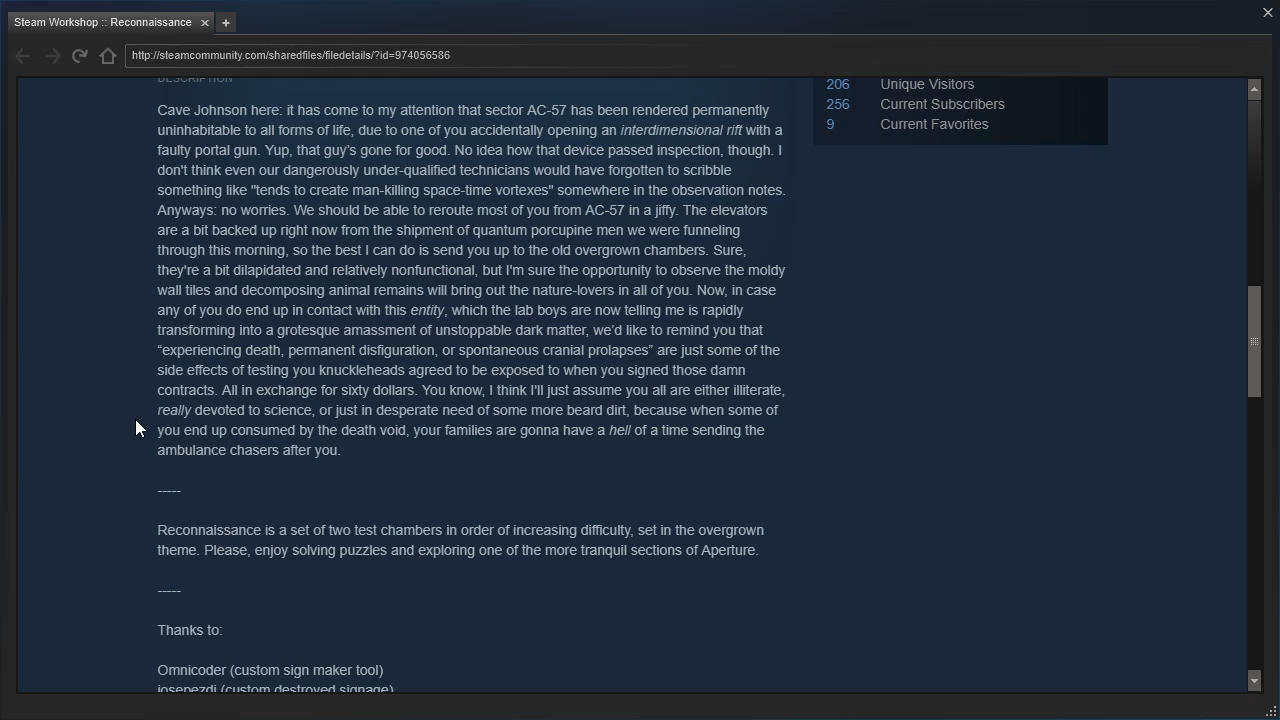 Steam Workshop :: Reconnaissance
http://steamcommunity.com/sharedfiles/filedetails/?id=974056586
DESCRIPTION
Cave Johnson here: it has come to my attention that sector AC-57 has been rendered permanently
uninhabitable to all forms of life, due to one of you accidentally opening an interdimensional rift with a
faulty portal gun. Yup, that guy's gone for good. No idea how that device passed inspection, though. I
don't think even our dangerously under-qualified technicians would have forgotten to scribble
something like "tends to create man-killing space-time vortexes" somewhere in the observation notes.
Anyways: no worries. We should be able to reroute most of you from AC-57 in a jiffy. The elevators
are a bit backed up right now from the shipment of quantum porcupine men we were funneling
through this morning, so the best I can do is send you up to the old overgrown chambers. Sure,
they're a bit dilapidated and relatively nonfunctional, but I'm sure the opportunity to observe the moldy
wall tiles and decomposing animal remains will bring out the nature-lovers in all of you. Now, in case
any of you do end up in contact with this entity, which the lab boys are now telling me is rapidly
transforming into a grotesque amassment of unstoppable dark matter, we’d like to remind you that
“experiencing death, permanent disfiguration, or spontaneous cranial prolapses” are just some of the
side effects of testing you knuckleheads agreed to be exposed to when you signed those damn
contracts. All in exchange for sixty dollars. You know, I think I'll just assume you all are either illiterate,
really devoted to science, or just in desperate need of some more beard dirt, because when some of
you end up consumed by the death void, your families are gonna have a hell of a time sending the
ambulance chasers after you.
-----
Reconnaissance is a set of two test chambers in order of increasing difficulty, set in the overgrown
theme. Please, enjoy solving puzzles and exploring one of the more tranquil sections of Aperture.
-----
Thanks to:
Omnicoder (custom sign maker tool)
josepezdj (custom destroyed signage)
206 Unique Visitors
256 Current Subscribers
9 Current Favorites